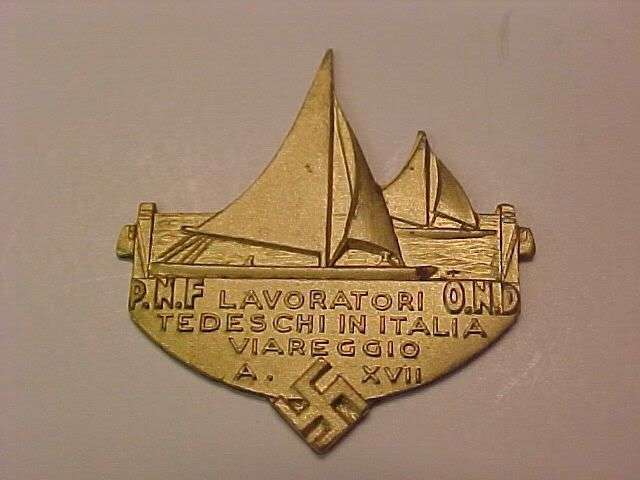 P.N.F LAVORATORI O.N.D
TEDESCHI IN ITALIA
VIAREGGIO
A. XVII